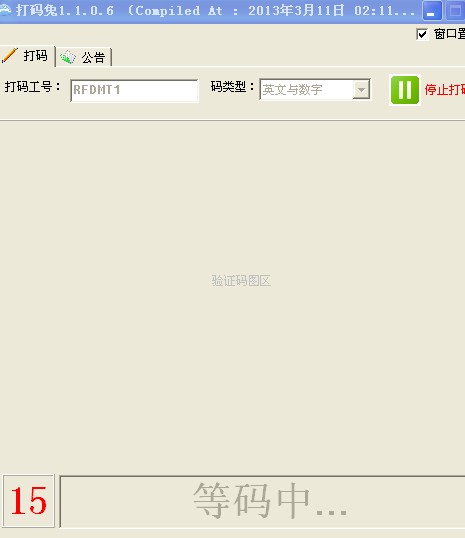 打码兔1.1.0.6 （Compiled At : 2013年3月11日 02:11...
窗口置
打码 公告
打码工号： RFDMT1 码类型： 英文与数字 停止打码
验证码图区
15 等码中...